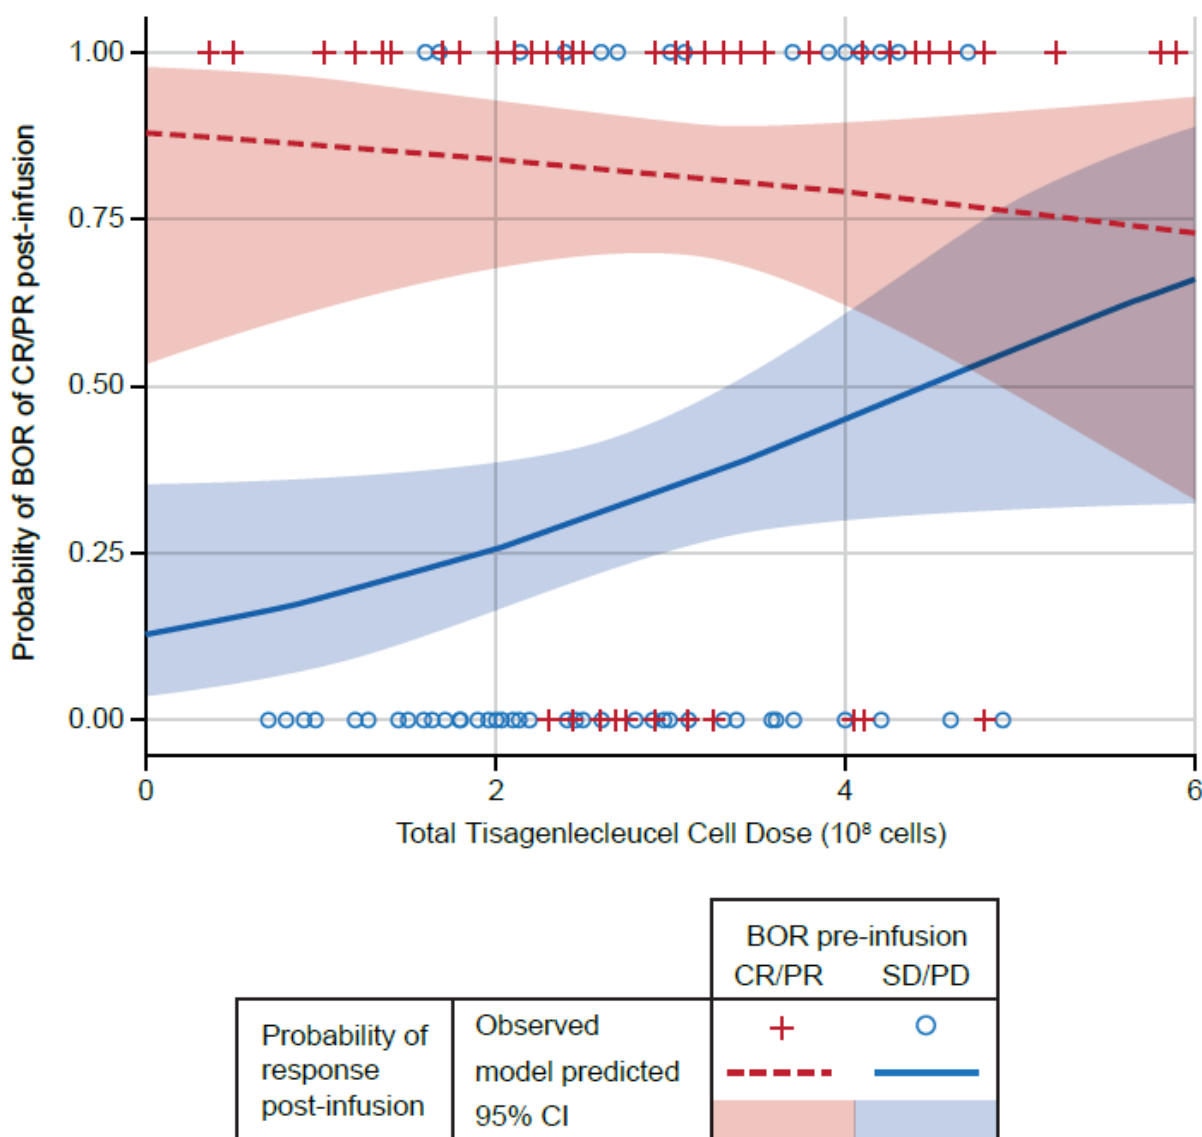 Probability of BOR of CR/PR post-infusion
1.00
0.75
0.50
0.25
0.00
0 2 4 6
Total Tisagenlecleucel Cell Dose (10⁸ cells)
BOR pre-infusion
CR/PR SD/PD
Probability of
response
post-infusion
Observed
model predicted
95% CI